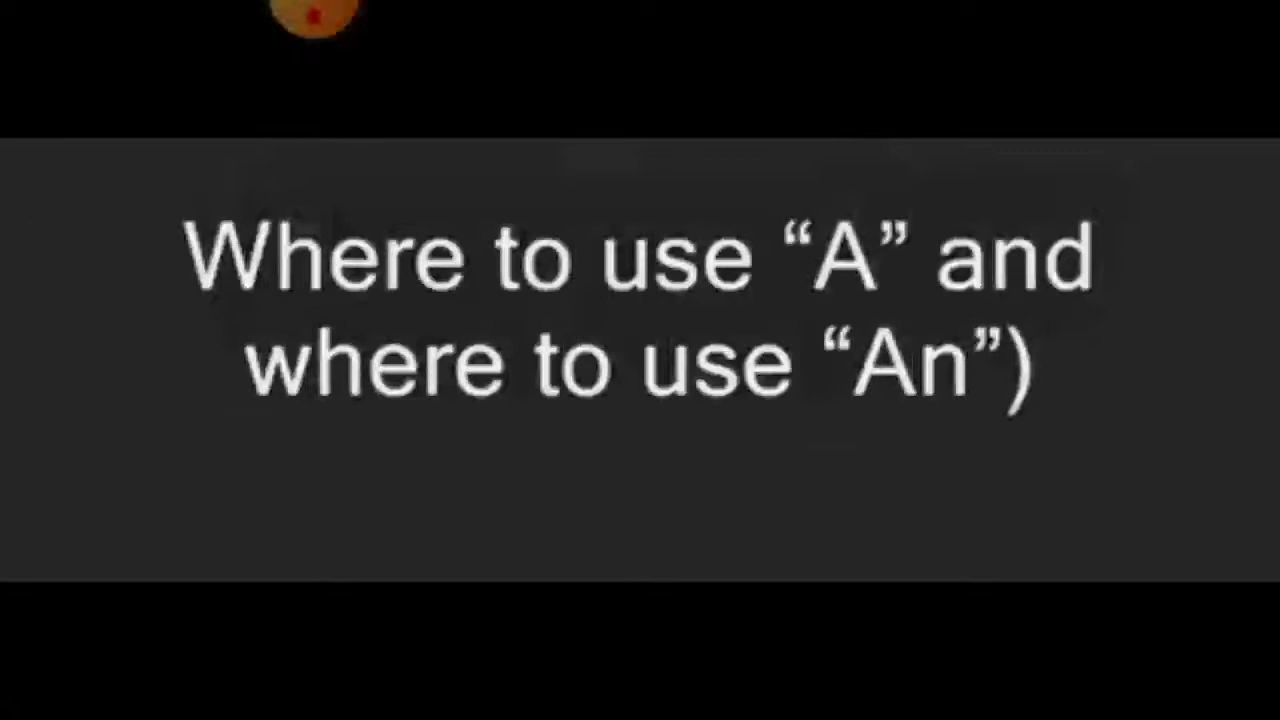 Where to use “A” and
where to use “An”)